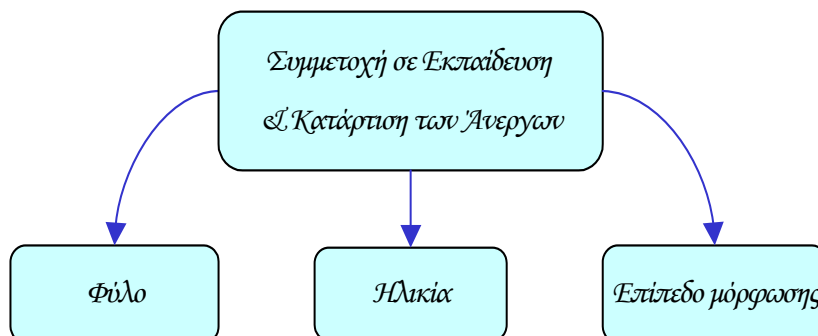 Συμμετοχή σε Εκπαίδευση
& Κατάρτιση των Άνεργων
Φύλο
Ηλικία
Επίπεδο μόρφωσης